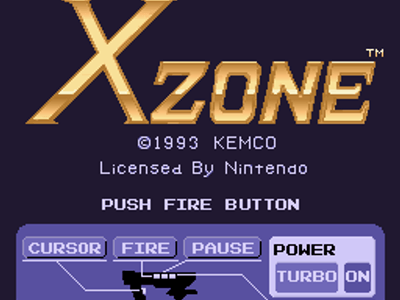 XZONE™
©1993 KEMCO
Licensed By Nintendo
PUSH FIRE BUTTON
CURSOR FIRE PAUSE POWER
TURBO ON